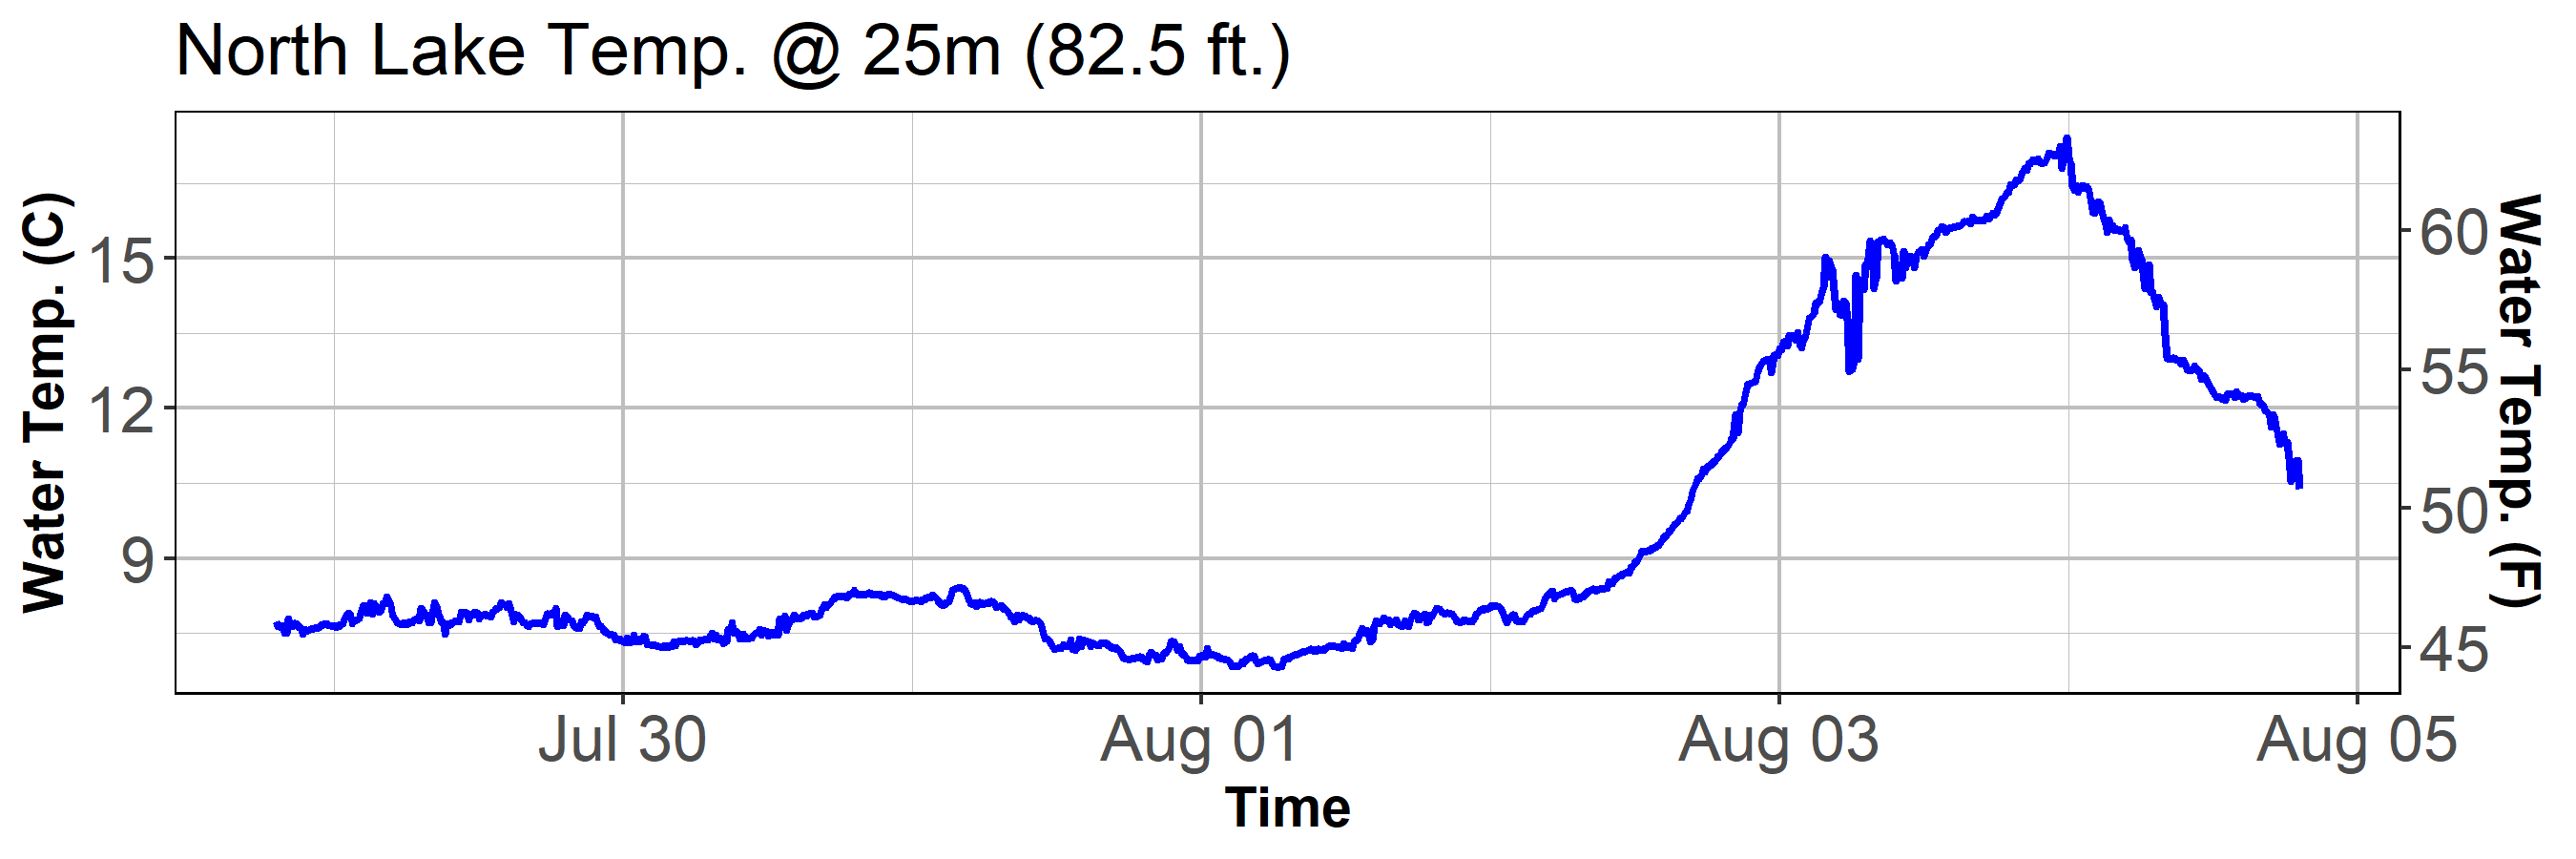 North Lake Temp. @ 25m (82.5 ft.)
Water Temp. (C)
15
12
9
60
55
50
45
Water Temp. (F)
Jul 30 Aug 01 Aug 03 Aug 05
Time